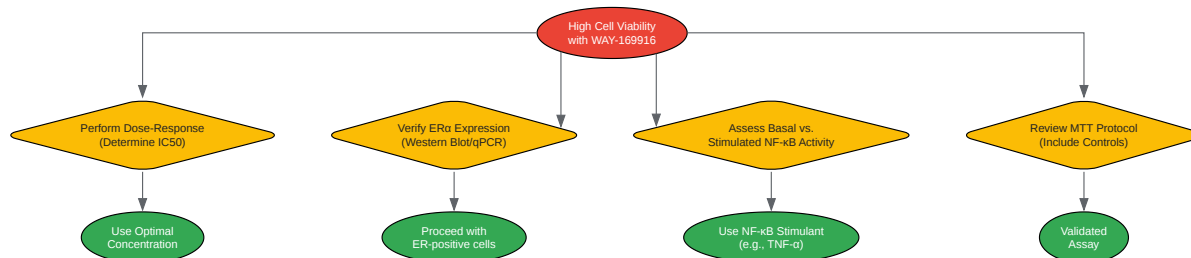 High Cell Viability
with WAY-169916
Perform Dose-Response
(Determine IC50)
Verify ERα Expression
(Western Blot/qPCR)
Assess Basal vs.
Stimulated NF-κB Activity
Review MTT Protocol
(Include Controls)
Use Optimal
Concentration
Proceed with
ER-positive cells
Use NF-κB Stimulant
(e.g., TNF-α)
Validated
Assay